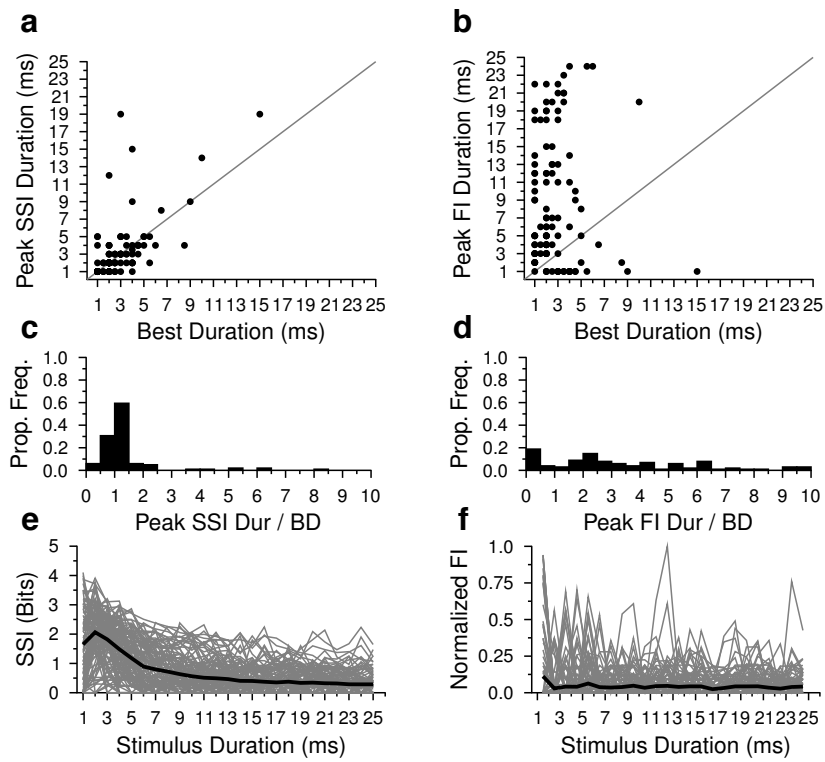 a
25
23
21
19
17
15
13
11
9
7
5
3
1
Peak SSI Duration (ms)
1 3 5 7 9 11 13 15 17 19 21 23 25
Best Duration (ms)
b
25
23
21
19
17
15
13
11
9
7
5
3
1
Peak FI Duration (ms)
1 3 5 7 9 11 13 15 17 19 21 23 25
Best Duration (ms)
c
1.0
0.8
0.6
0.4
0.2
0.0
Prop. Freq.
0 1 2 3 4 5 6 7 8 9 10
Peak SSI Dur / BD
d
1.0
0.8
0.6
0.4
0.2
0.0
Prop. Freq.
0 1 2 3 4 5 6 7 8 9 10
Peak FI Dur / BD
e
5
4
3
2
1
0
SSI (Bits)
1 3 5 7 9 11 13 15 17 19 21 23 25
Stimulus Duration (ms)
f
1.0
0.75
0.50
0.25
0.0
Normalized FI
1 3 5 7 9 11 13 15 17 19 21 23 25
Stimulus Duration (ms)